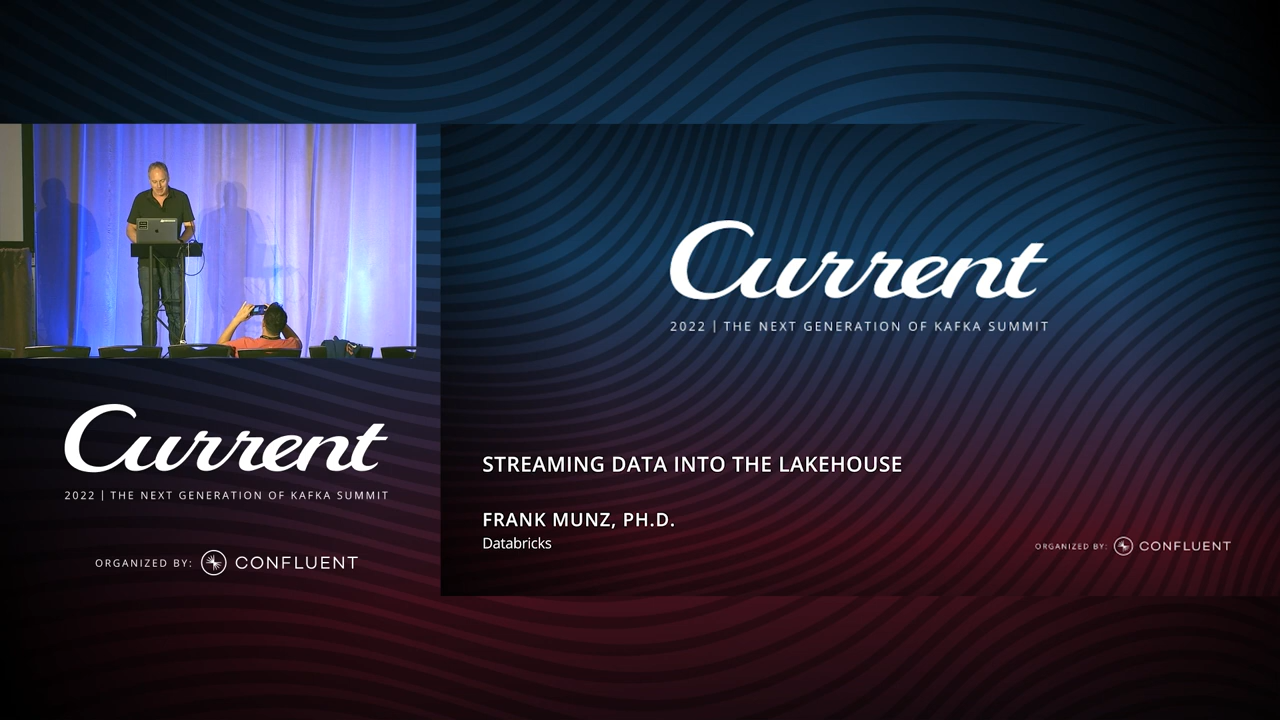 Current
2022 | THE NEXT GENERATION OF KAFKA SUMMIT
ORGANIZED BY: CONFLUENT
Current
2022 | THE NEXT GENERATION OF KAFKA SUMMIT
STREAMING DATA INTO THE LAKEHOUSE
FRANK MUNZ, PH.D.
Databricks
ORGANIZED BY: CONFLUENT